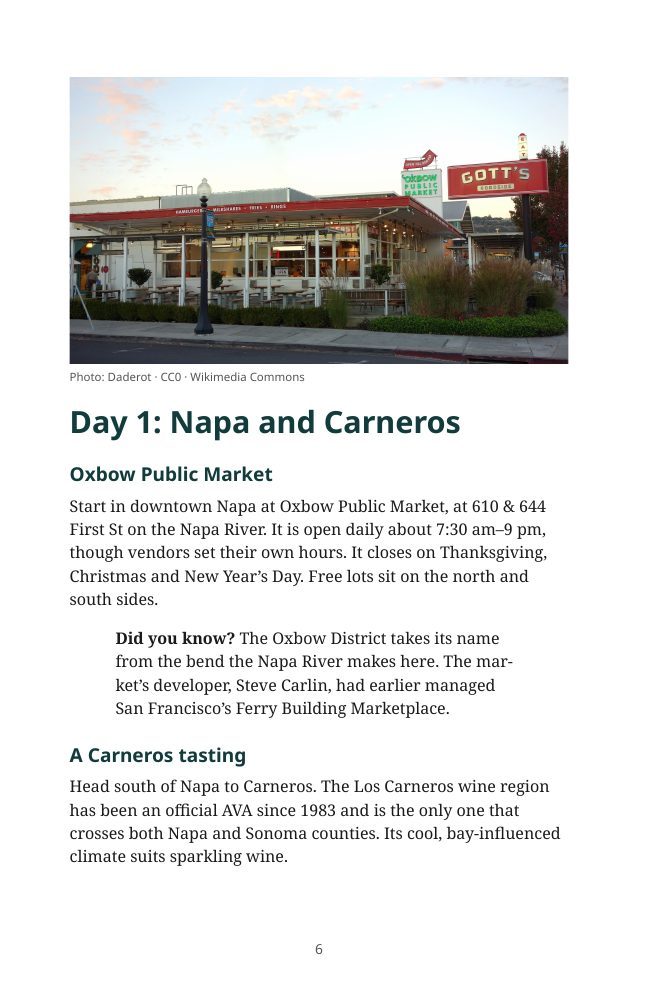 OXBOW
PUBLIC
MARKET
EAT
GOTT'S
ROADSIDE
HAMBURGERS · MILKSHAKES · FRIES · RINGS
Photo: Daderot · CC0 · Wikimedia Commons
Day 1: Napa and Carneros
Oxbow Public Market
Start in downtown Napa at Oxbow Public Market, at 610 & 644
First St on the Napa River. It is open daily about 7:30 am–9 pm,
though vendors set their own hours. It closes on Thanksgiving,
Christmas and New Year’s Day. Free lots sit on the north and
south sides.
Did you know? The Oxbow District takes its name
from the bend the Napa River makes here. The mar-
ket’s developer, Steve Carlin, had earlier managed
San Francisco’s Ferry Building Marketplace.
A Carneros tasting
Head south of Napa to Carneros. The Los Carneros wine region
has been an official AVA since 1983 and is the only one that
crosses both Napa and Sonoma counties. Its cool, bay-influenced
climate suits sparkling wine.
6